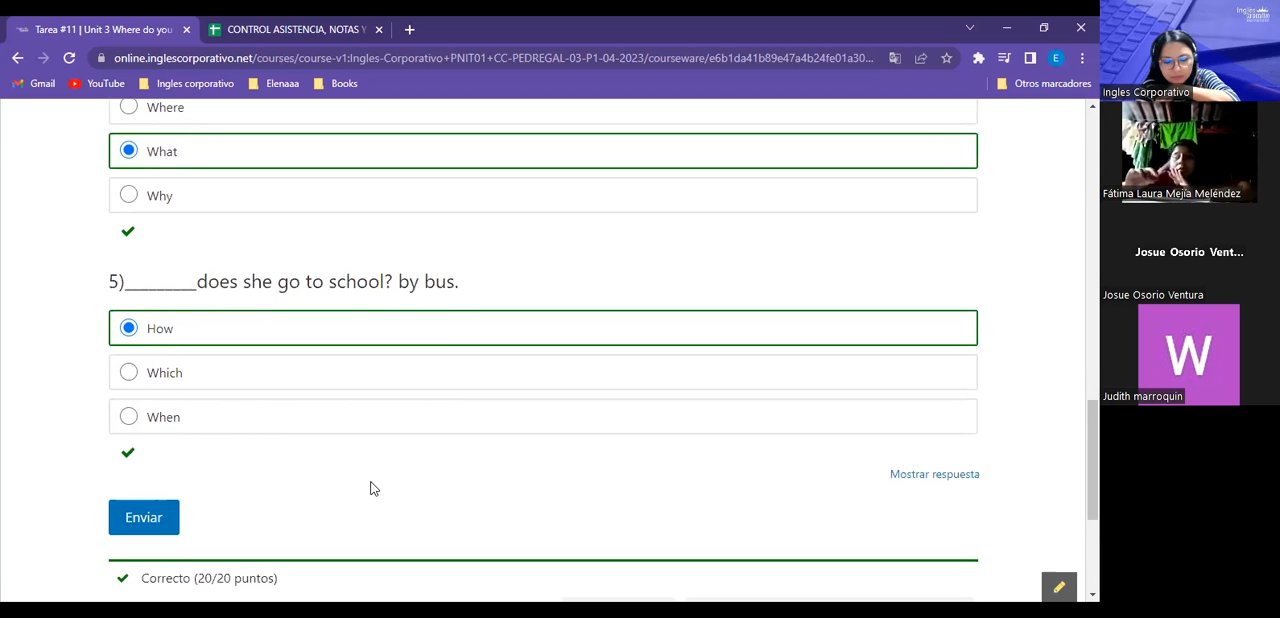 Tarea #11 | Unit 3 Where do you
CONTROL ASISTENCIA, NOTAS Y
online.inglescorporativo.net/courses/course-v1:Ingles-Corporativo+PNIT01+CC-PEDREGAL-03-P1-04-2023/courseware/e6b1da41b89e47a4b24fe01a30...
E
Gmail
YouTube
Ingles corporativo
Elenaaa
Books
Otros marcadores
Where
What
Why
5)________does she go to school? by bus.
How
Which
When
Mostrar respuesta
Enviar
Correcto (20/20 puntos)
Ingles Corporativo
Fátima Laura Mejía Meléndez
Josue Osorio Vent...
Josue Osorio Ventura
W
Judith marroquin